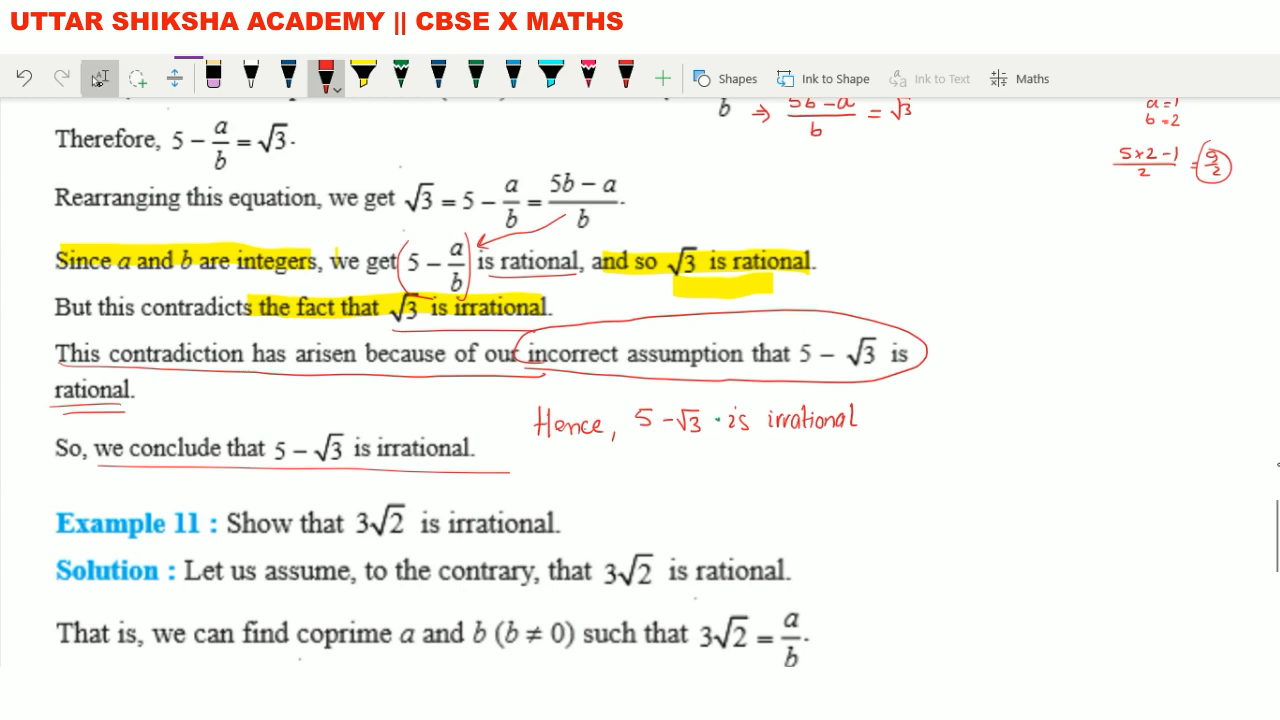 UTTAR SHIKSHA ACADEMY || CBSE X MATHS
Shapes Ink to Shape Ink to Text Maths
b ⇒ (5b - a)/b = √3
a = 1
b = 2
Therefore, 5 – a/b = √3.
(5×2-1)/2 = 9/2
Rearranging this equation, we get √3 = 5 – a/b = (5b – a)/b.
Since a and b are integers, we get (5 – a/b) is rational, and so √3 is rational.
But this contradicts the fact that √3 is irrational.
This contradiction has arisen because of our incorrect assumption that 5 – √3 is
rational.
Hence, 5 - √3 is irrational
So, we conclude that 5 – √3 is irrational.
Example 11 : Show that 3√2 is irrational.
Solution : Let us assume, to the contrary, that 3√2 is rational.
That is, we can find coprime a and b (b ≠ 0) such that 3√2 = a/b.